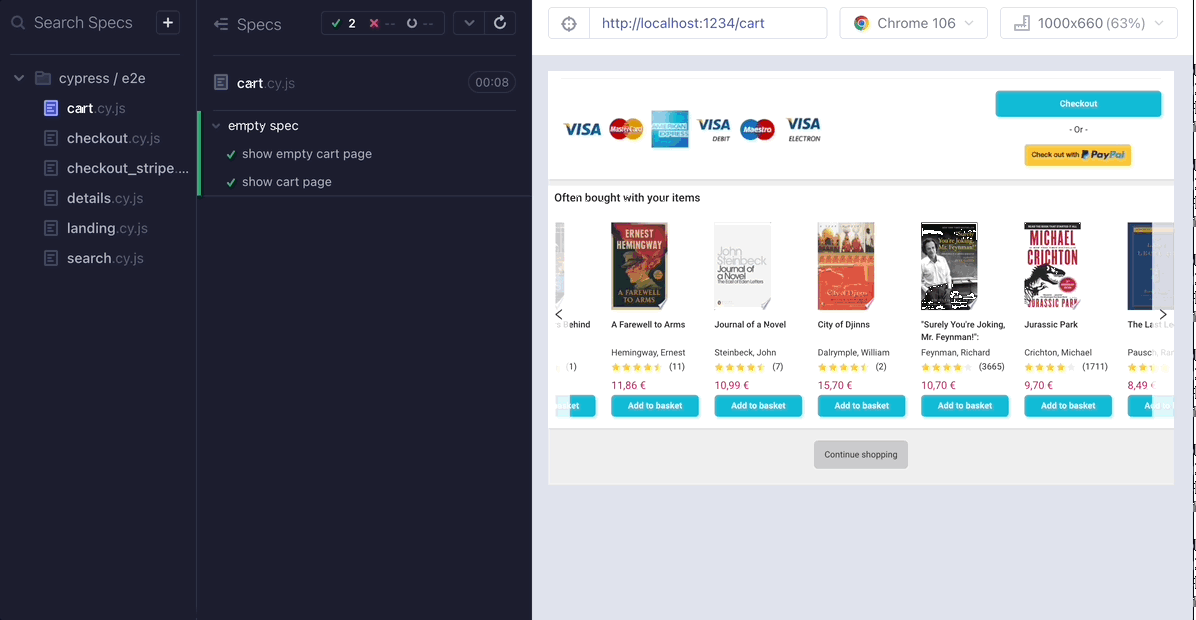 Search Specs
+
cypress / e2e
cart.cy.js
checkout.cy.js
checkout_stripe....
details.cy.js
landing.cy.js
search.cy.js
Specs
2
--
--
cart.cy.js
00:08
empty spec
show empty cart page
show cart page
http://localhost:1234/cart
Chrome 106
1000x660 (63%)
VISA
MasterCard
AMERICAN EXPRESS
VISA
DEBIT
Maestro
VISA
ELECTRON
Checkout
- Or -
Check out with PayPal
Often bought with your items
ERNEST
HEMINGWAY
A FAREWELL
TO ARMS
John
Steinbeck
Journal of
a Novel
The East of Eden Letters
City of Djinns
"Surely You're Joking,
Mr. Feynman!"
MICHAEL
CRICHTON
JURASSIC PARK
Behind
A Farewell to Arms
Journal of a Novel
City of Djinns
"Surely You're Joking,
Mr. Feynman!":
Jurassic Park
The Last Le
Hemingway, Ernest
Steinbeck, John
Dalrymple, William
Feynman, Richard
Crichton, Michael
Pausch, Ran
(1)
(11)
(7)
(2)
(3665)
(1711)
11,86 €
10,99 €
15,70 €
10,70 €
9,70 €
8,49 €
ket
Add to basket
Add to basket
Add to basket
Add to basket
Add to basket
Add to
Continue shopping